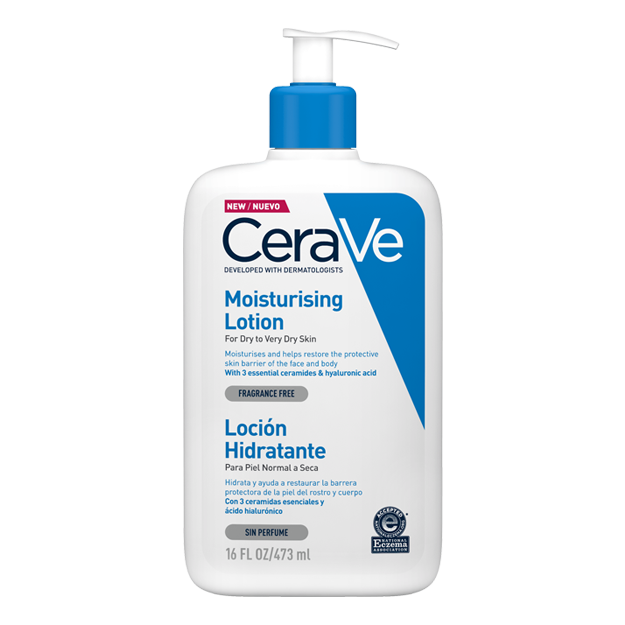 NEW / NUEVO
CeraVe
DEVELOPED WITH DERMATOLOGISTS
Moisturising
Lotion
For Dry to Very Dry Skin
Moisturises and helps restore the protective
skin barrier of the face and body
With 3 essential ceramides & hyaluronic acid
FRAGRANCE FREE
Loción
Hidratante
Para Piel Normal a Seca
Hidrata y ayuda a restaurar la barrera
protectora de la piel del rostro y cuerpo
Con 3 ceramidas esenciales y
ácido hialurónico
SIN PERFUME
16 FL OZ/473 ml
ACCEPTED
e
NATIONAL
Eczema
ASSOCIATION